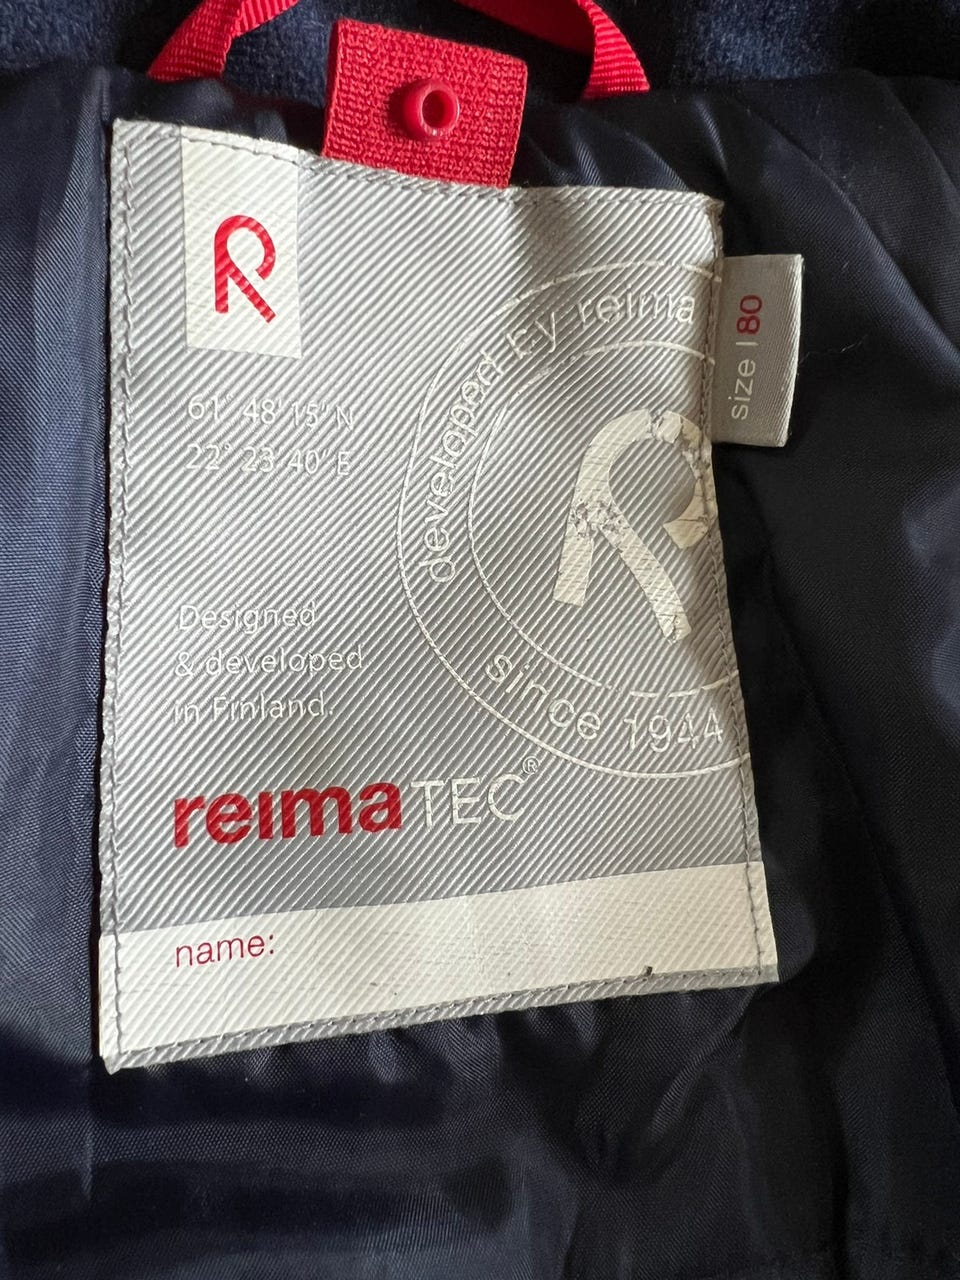 R
61° 48' 15" N
22° 23' 40" E
developed by reima
since 1944
size | 80
Designed
& developed
in Finland.
reimaTEC®
name: